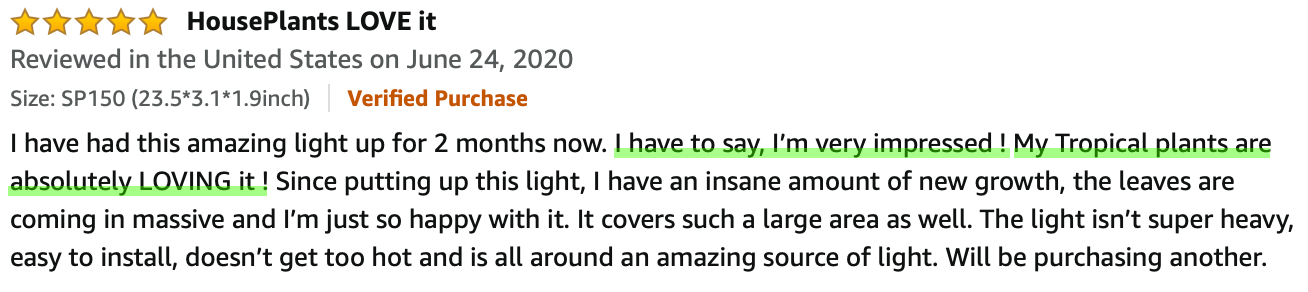 HousePlants LOVE it
Reviewed in the United States on June 24, 2020
Size: SP150 (23.5*3.1*1.9inch) | Verified Purchase
I have had this amazing light up for 2 months now. I have to say, I’m very impressed ! My Tropical plants are
absolutely LOVING it ! Since putting up this light, I have an insane amount of new growth, the leaves are
coming in massive and I’m just so happy with it. It covers such a large area as well. The light isn’t super heavy,
easy to install, doesn’t get too hot and is all around an amazing source of light. Will be purchasing another.